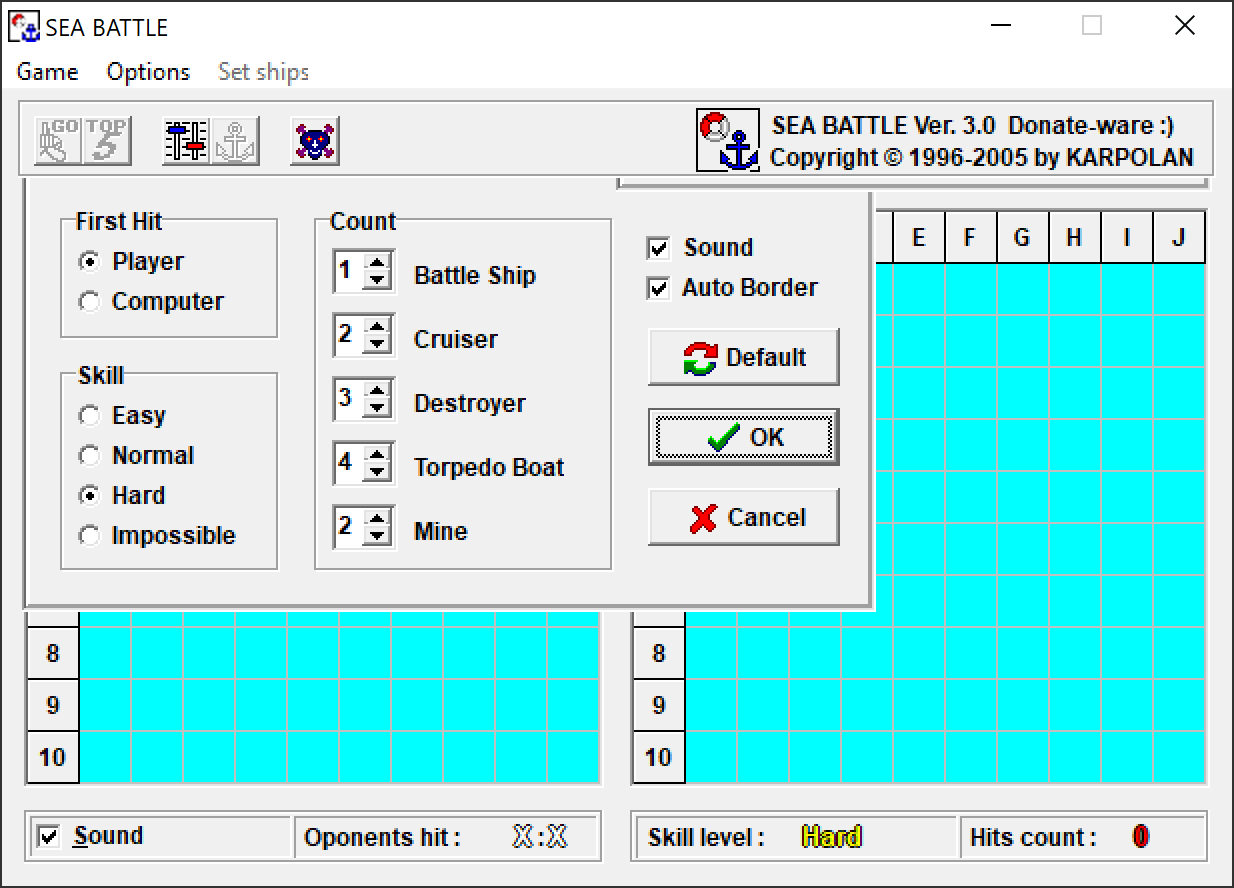 SEA BATTLE
Game Options Set ships
GO TOP 5
SEA BATTLE Ver. 3.0 Donate-ware :)
Copyright © 1996-2005 by KARPOLAN
First Hit
Player
Computer
Skill
Easy
Normal
Hard
Impossible
Count
1 Battle Ship
2 Cruiser
3 Destroyer
4 Torpedo Boat
2 Mine
Sound
Auto Border
Default
OK
Cancel
E F G H I J
8
9
10
8
9
10
Sound
Oponents hit : X:X
Skill level : Hard
Hits count : 0